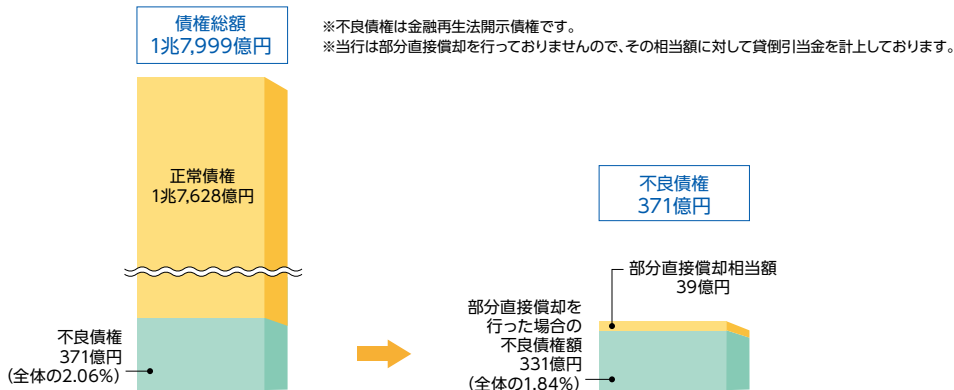 債権総額
1兆7,999億円
※不良債権は金融再生法開示債権です。
※当行は部分直接償却を行っておりませんので、その相当額に対して貸倒引当金を計上しております。
正常債権
1兆7,628億円
不良債権
371億円
(全体の2.06%)
不良債権
371億円
部分直接償却相当額
39億円
部分直接償却を
行った場合の
不良債権額
331億円
(全体の1.84%)